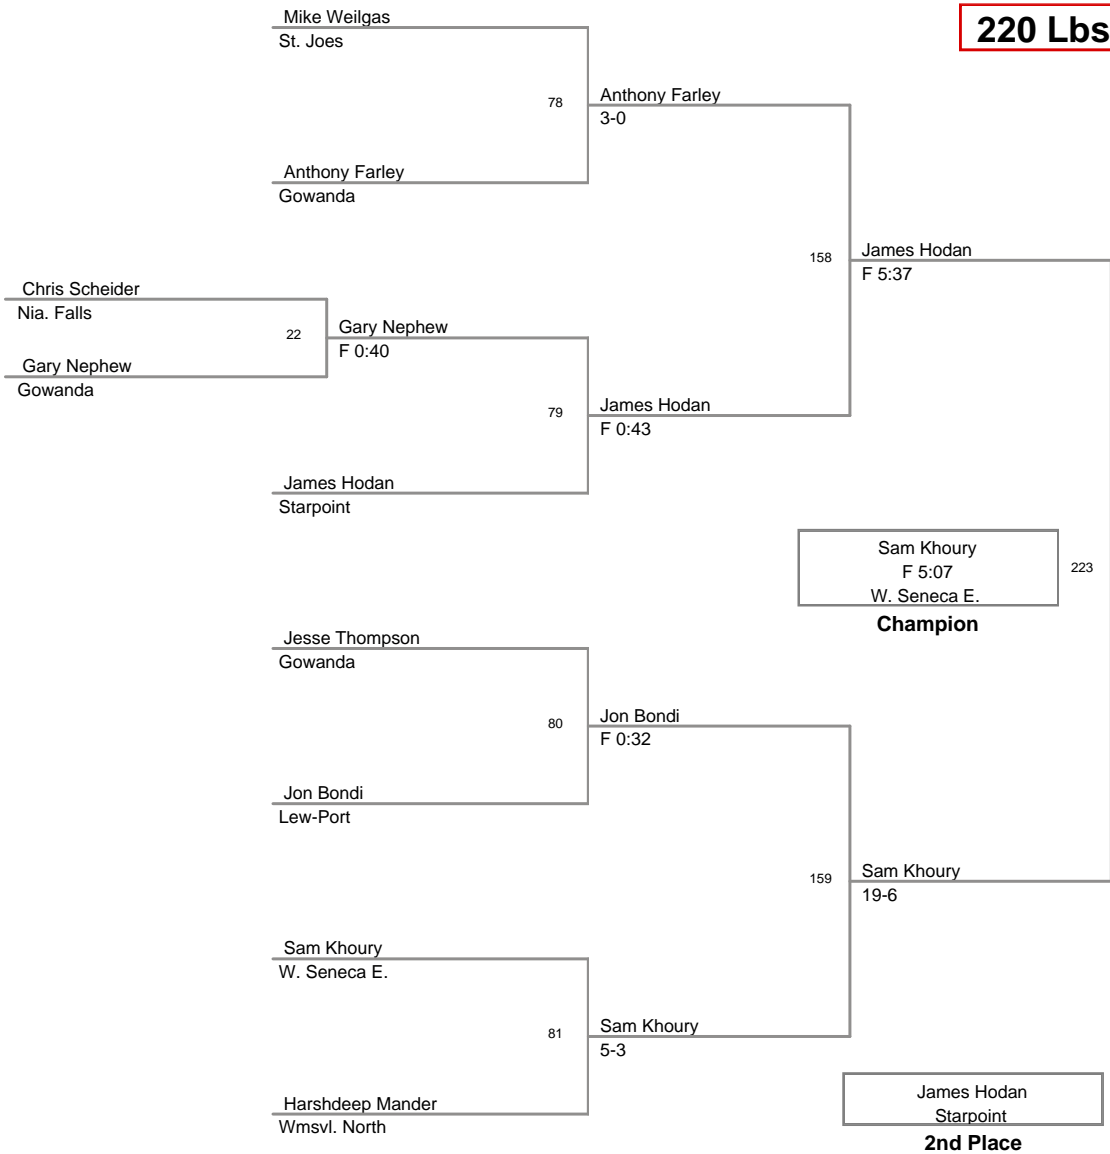 Mike Weilgas
St. Joes
220 Lbs
78
Anthony Farley
3-0
Anthony Farley
Gowanda
158
James Hodan
F 5:37
Chris Scheider
Nia. Falls
22
Gary Nephew
F 0:40
Gary Nephew
Gowanda
79
James Hodan
F 0:43
James Hodan
Starpoint
Sam Khoury
F 5:07
W. Seneca E.
223
Champion
Jesse Thompson
Gowanda
80
Jon Bondi
F 0:32
Jon Bondi
Lew-Port
159
Sam Khoury
19-6
Sam Khoury
W. Seneca E.
81
Sam Khoury
5-3
Harshdeep Mander
Wmsvl. North
James Hodan
Starpoint
2nd Place